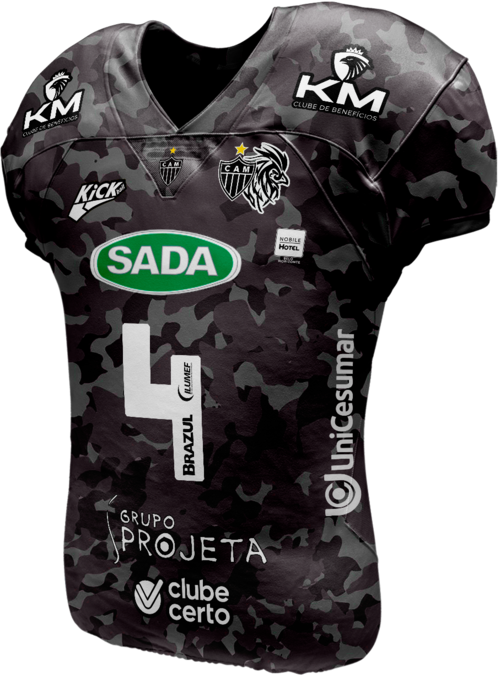 KM
CLUBE DE BENEFÍCIOS
KM
CLUBE DE BENEFÍCIOS
CAM
CAM
KiCK
NOBILE
HOTEL
SADA
4
BRAZUL
ILUMEF
UniCesumar
GRUPO
PROJETA
clube
certo